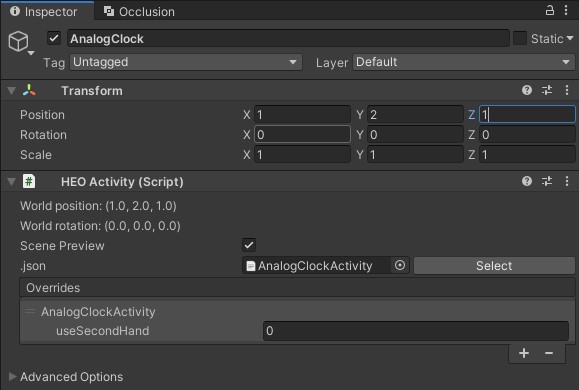 Inspector Occlusion
AnalogClock Static
Tag Untagged Layer Default
Transform
Position X 1 Y 2 Z 1
Rotation X 0 Y 0 Z 0
Scale X 1 Y 1 Z 1
# HEO Activity (Script)
World position: (1.0, 2.0, 1.0)
World rotation: (0.0, 0.0, 0.0)
Scene Preview
.json AnalogClockActivity Select
Overrides
AnalogClockActivity
useSecondHand 0
+ −
Advanced Options